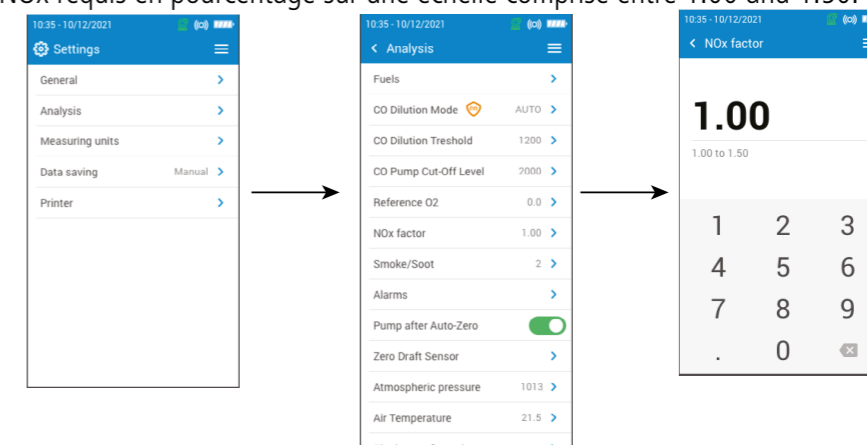 NOx requis en pourcentage sur une échelle comprise entre 1.00 and 1.50.
10:35 - 10/12/2021
Settings
General
Analysis
Measuring units
Data saving Manual
Printer
10:35 - 10/12/2021
Analysis
Fuels
CO Dilution Mode AUTO
CO Dilution Treshold 1200
CO Pump Cut-Off Level 2000
Reference O2 0.0
NOx factor 1.00
Smoke/Soot 2
Alarms
Pump after Auto-Zero
Zero Draft Sensor
Atmospheric pressure 1013
Air Temperature 21.5
10:35 - 10/12/2021
NOx factor
1.00
1.00 to 1.50
1 2 3
4 5 6
7 8 9
. 0